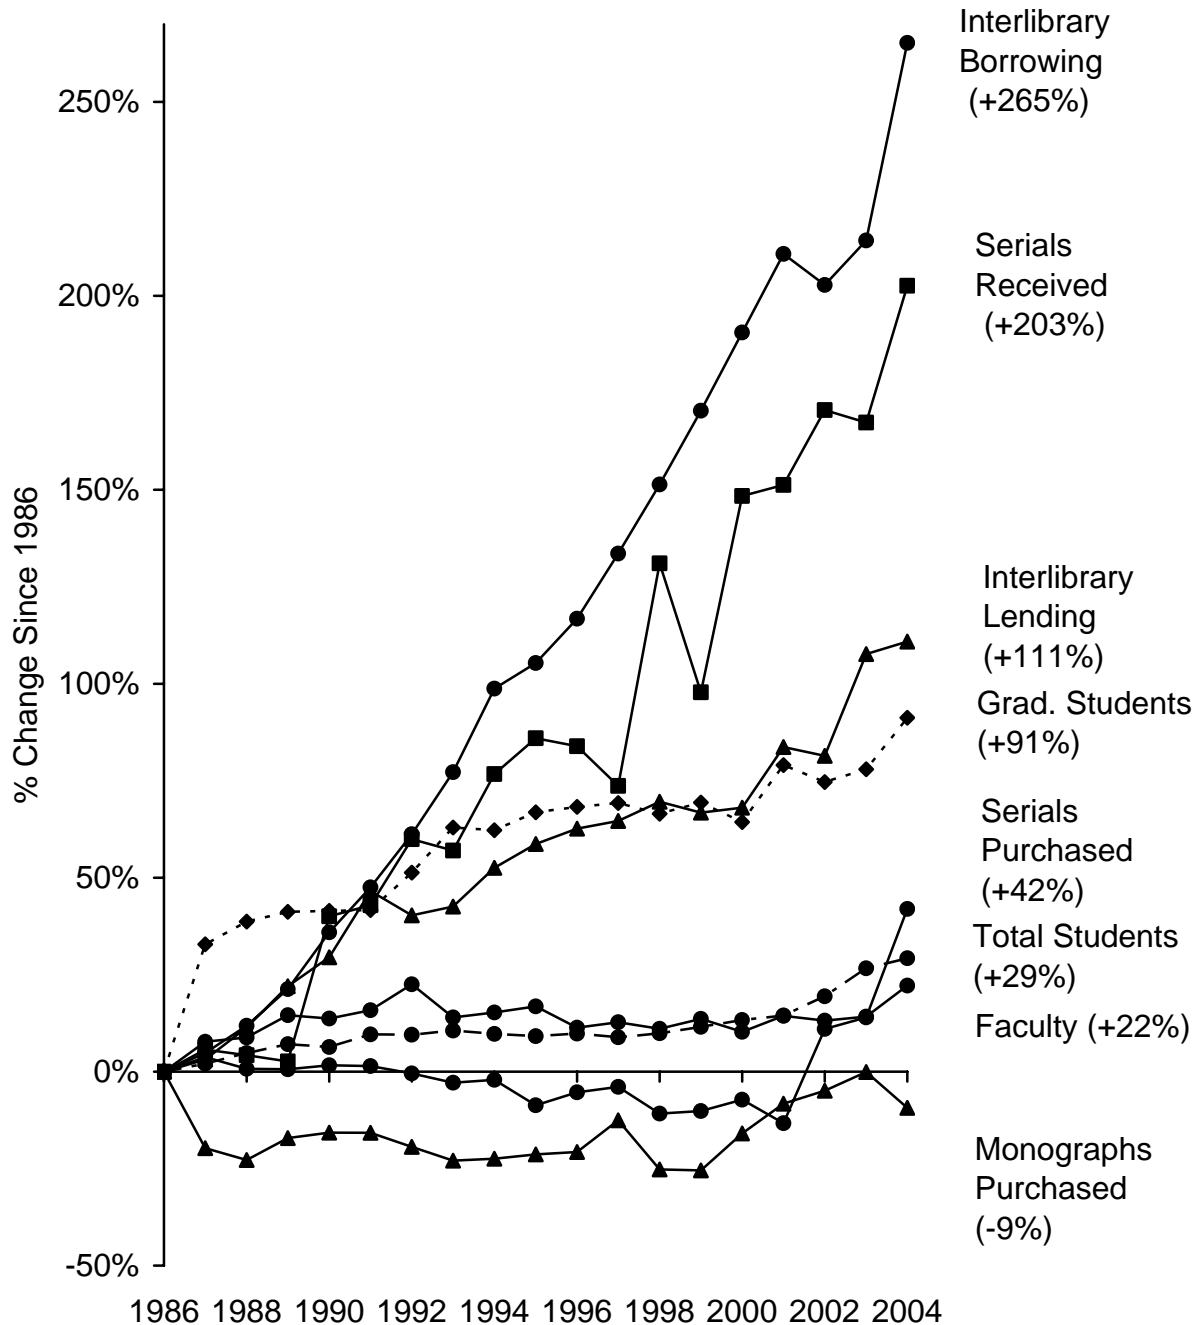 Interlibrary
Borrowing
(+265%)
250%
Serials
Received
(+203%)
200%
150%
% Change Since 1986
Interlibrary
Lending
(+111%)
100%
Grad. Students
(+91%)
Serials
Purchased
(+42%)
50%
Total Students
(+29%)
Faculty (+22%)
0%
Monographs
Purchased
(-9%)
-50%
1986 1988 1990 1992 1994 1996 1998 2000 2002 2004